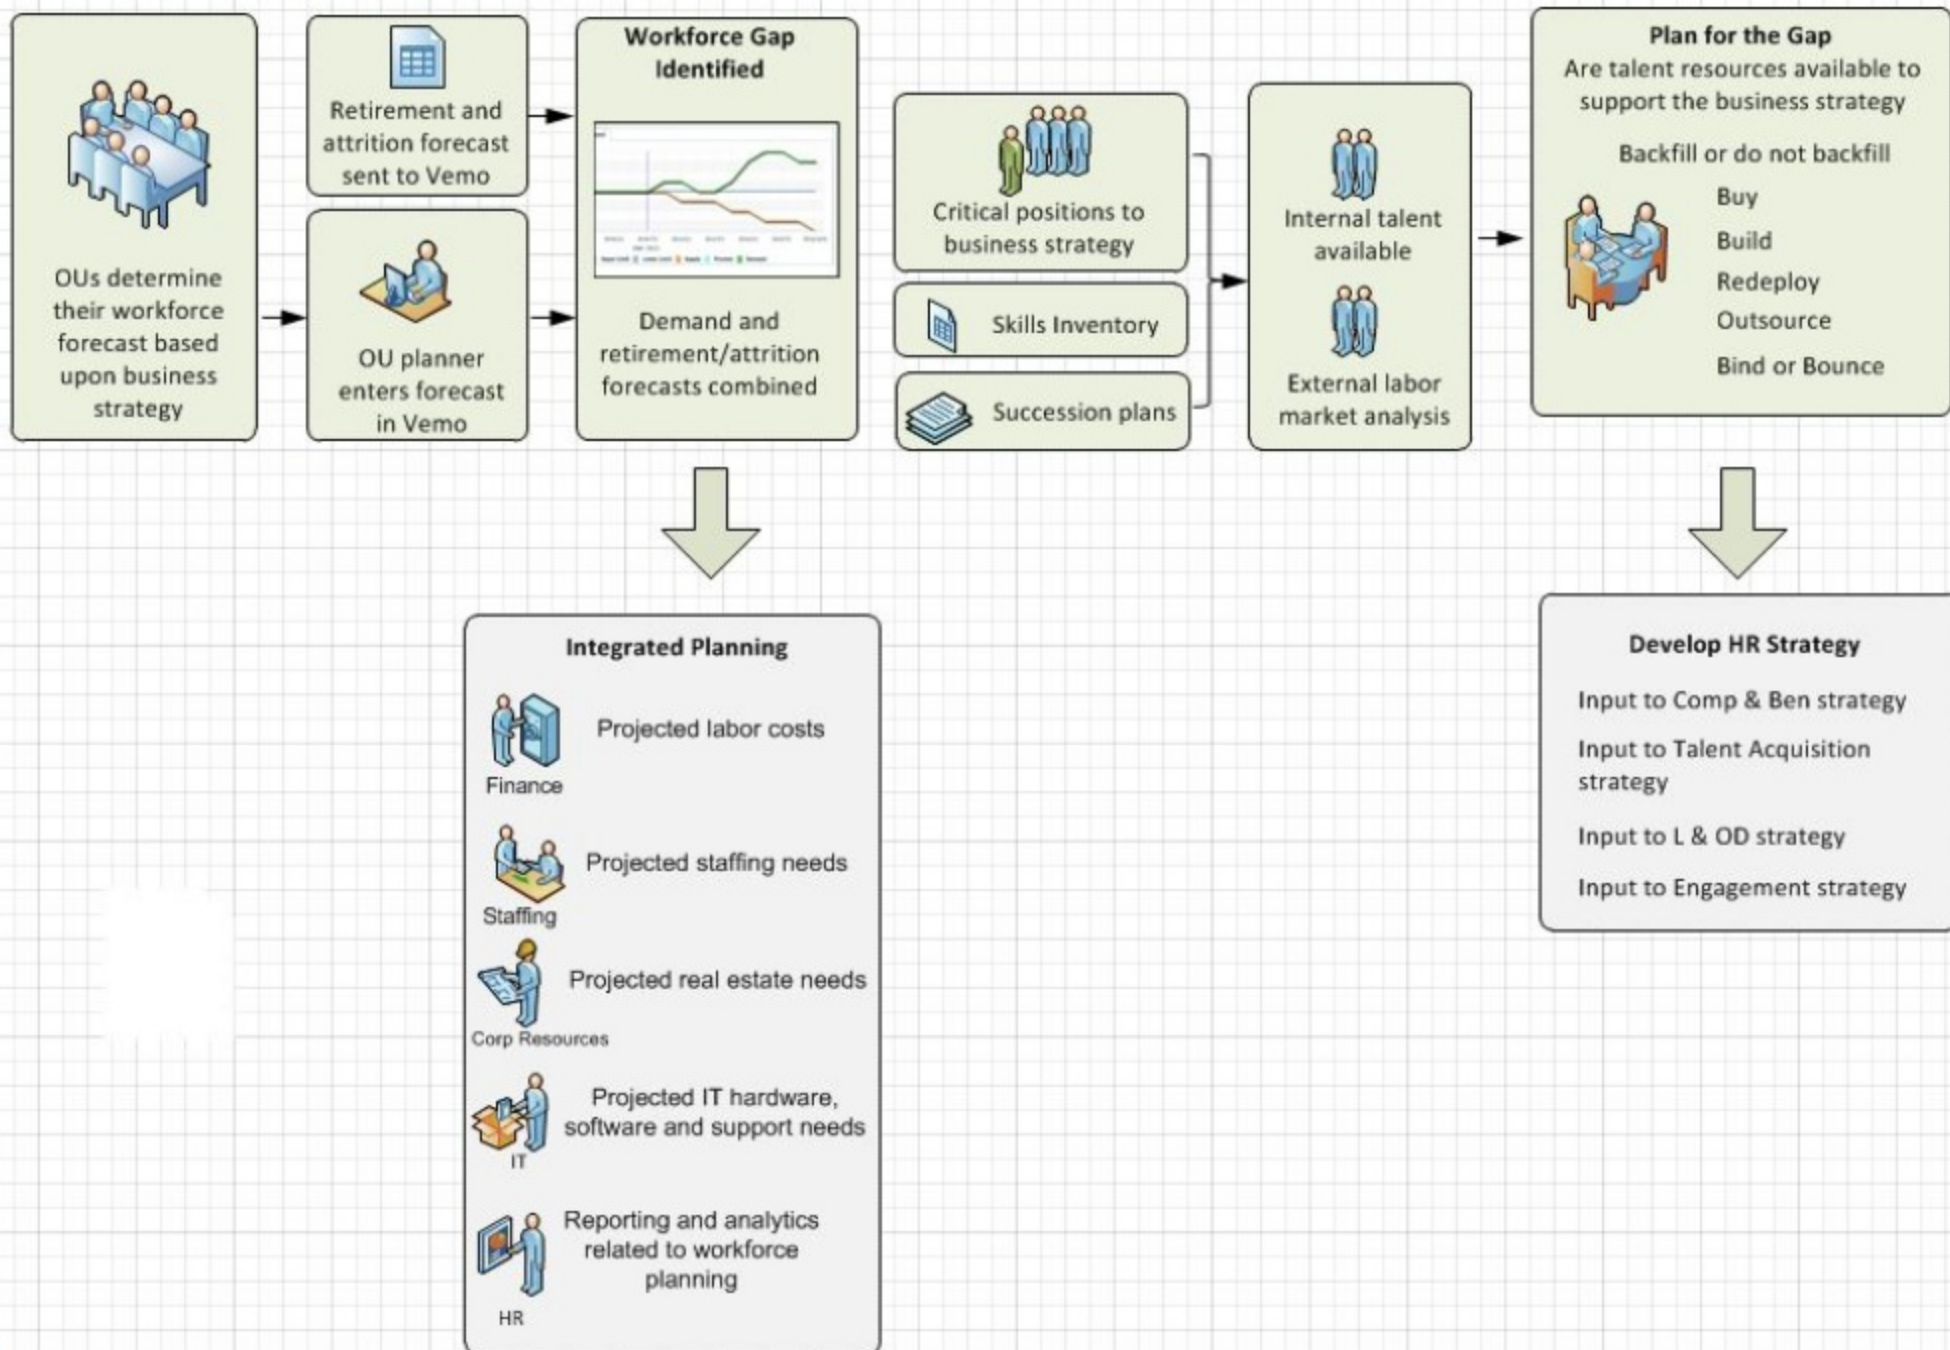 OUs determine
their workforce
forecast based
upon business
strategy
Retirement and
attrition forecast
sent to Vemo
OU planner
enters forecast
in Vemo
Workforce Gap
Identified
Demand and
retirement/attrition
forecasts combined
Critical positions to
business strategy
Skills Inventory
Succession plans
Internal talent
available
External labor
market analysis
Plan for the Gap
Are talent resources available to
support the business strategy
Backfill or do not backfill
Buy
Build
Redeploy
Outsource
Bind or Bounce
Integrated Planning
Projected labor costs
Finance
Projected staffing needs
Staffing
Projected real estate needs
Corp Resources
Projected IT hardware,
software and support needs
IT
Reporting and analytics
related to workforce
planning
HR
Develop HR Strategy
Input to Comp & Ben strategy
Input to Talent Acquisition
strategy
Input to L & OD strategy
Input to Engagement strategy